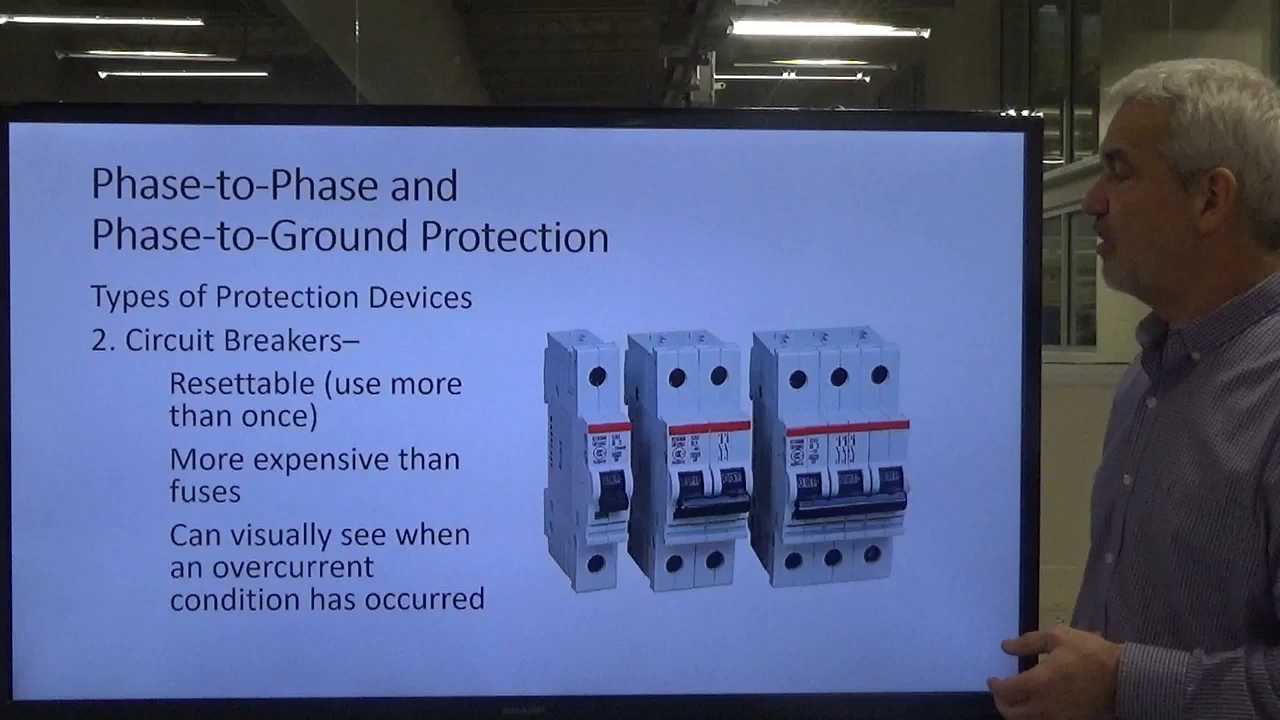 Phase-to-Phase and
Phase-to-Ground Protection
Types of Protection Devices
2. Circuit Breakers–
Resettable (use more
than once)
More expensive than
fuses
Can visually see when
an overcurrent
condition has occurred
SHARP